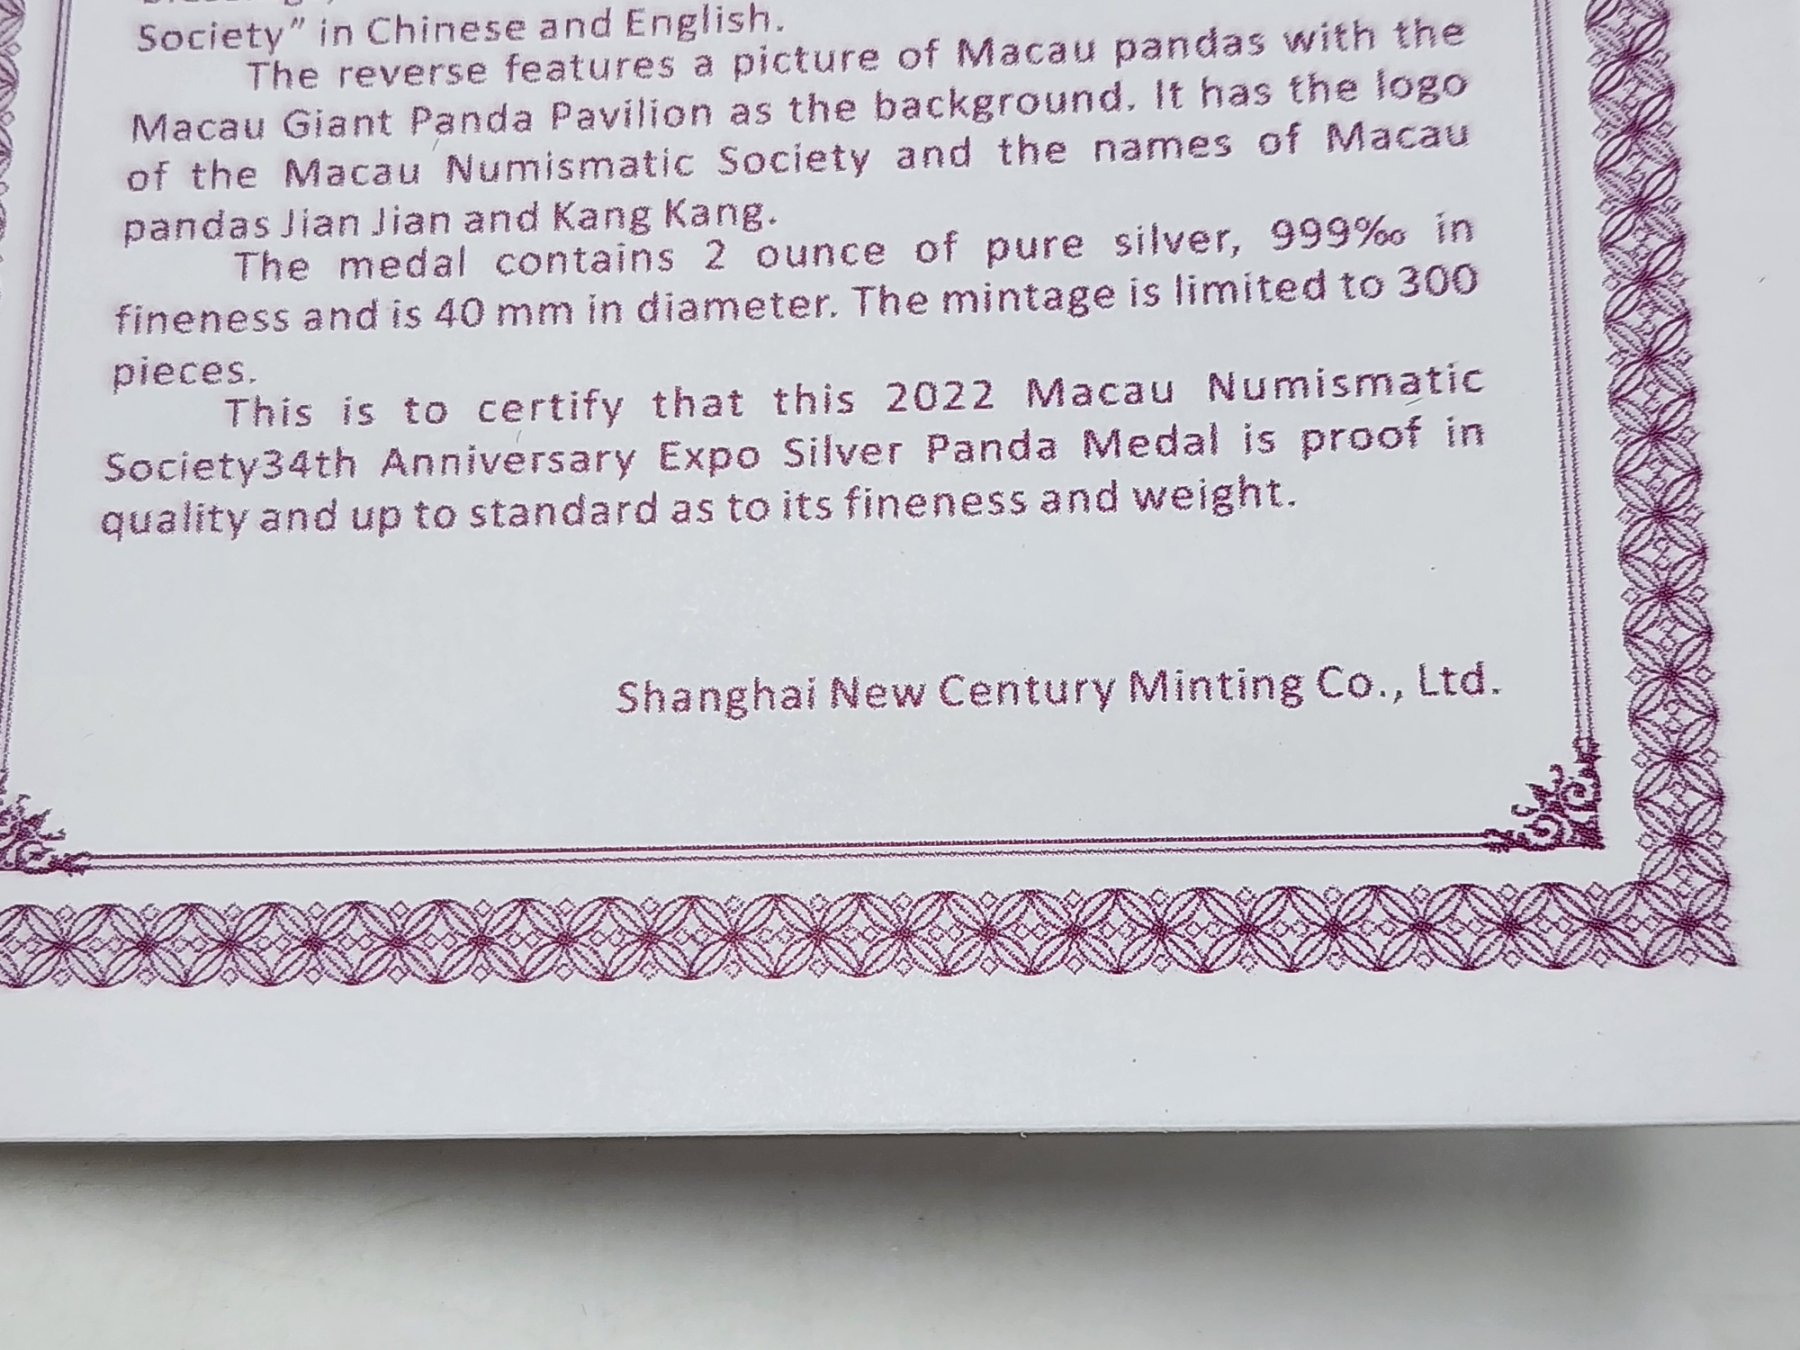 Society” in Chinese and English.
The reverse features a picture of Macau pandas with the
Macau Giant Panda Pavilion as the background. It has the logo
of the Macau Numismatic Society and the names of Macau
pandas Jian Jian and Kang Kang.
The medal contains 2 ounce of pure silver, 999‰ in
fineness and is 40 mm in diameter. The mintage is limited to 300
pieces.
This is to certify that this 2022 Macau Numismatic
Society34th Anniversary Expo Silver Panda Medal is proof in
quality and up to standard as to its fineness and weight.
Shanghai New Century Minting Co., Ltd.